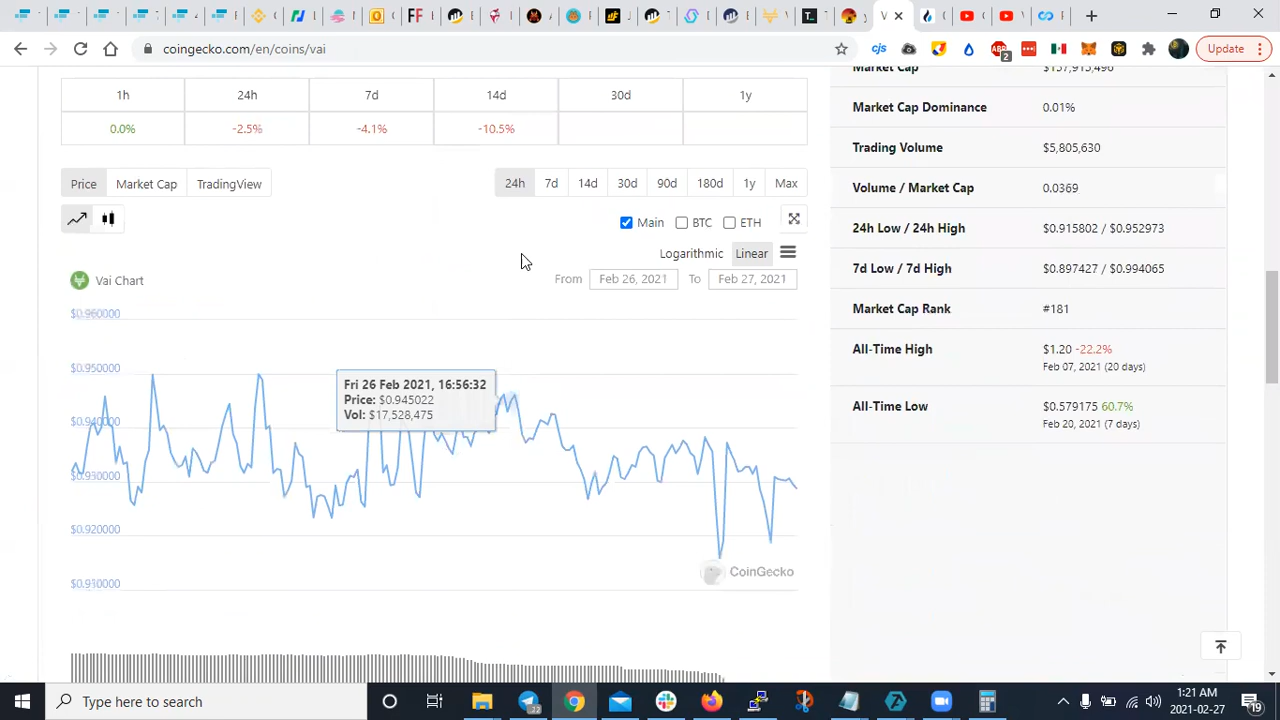 coingecko.com/en/coins/vai
2
Update
1h 24h 7d 14d 30d 1y
0.0% -2.5% -4.1% -10.5%
Price Market Cap TradingView
24h 7d 14d 30d 90d 180d 1y Max
Main BTC ETH
Logarithmic Linear
From Feb 26, 2021 To Feb 27, 2021
Vai Chart
$0.960000
$0.950000
$0.940000
$0.930000
$0.920000
$0.910000
Fri 26 Feb 2021, 16:56:32
Price: $0.945022
Vol: $17,528,475
CoinGecko
Market Cap $157,915,496
Market Cap Dominance 0.01%
Trading Volume $5,805,630
Volume / Market Cap 0.0369
24h Low / 24h High $0.915802 / $0.952973
7d Low / 7d High $0.897427 / $0.994065
Market Cap Rank #181
All-Time High $1.20 -22.2%
Feb 07, 2021 (20 days)
All-Time Low $0.579175 60.7%
Feb 20, 2021 (7 days)
Type here to search
1:21 AM
2021-02-27
19